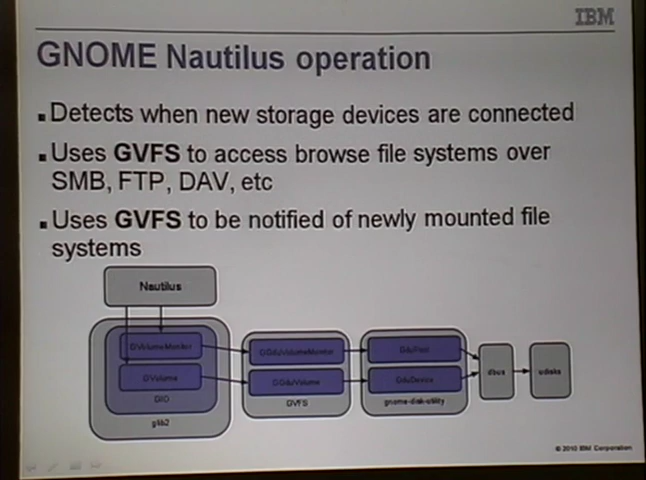 IBM
GNOME Nautilus operation
▪ Detects when new storage devices are connected
▪ Uses GVFS to access browse file systems over
SMB, FTP, DAV, etc
▪ Uses GVFS to be notified of newly mounted file
systems
Nautilus
GVolumeMonitor
GVolume
GIO
glib2
GGduVolumeMonitor
GGduVolume
GVFS
GduPool
GduDevice
gnome-disk-utility
dbus
udisks
© 2010 IBM Corporation